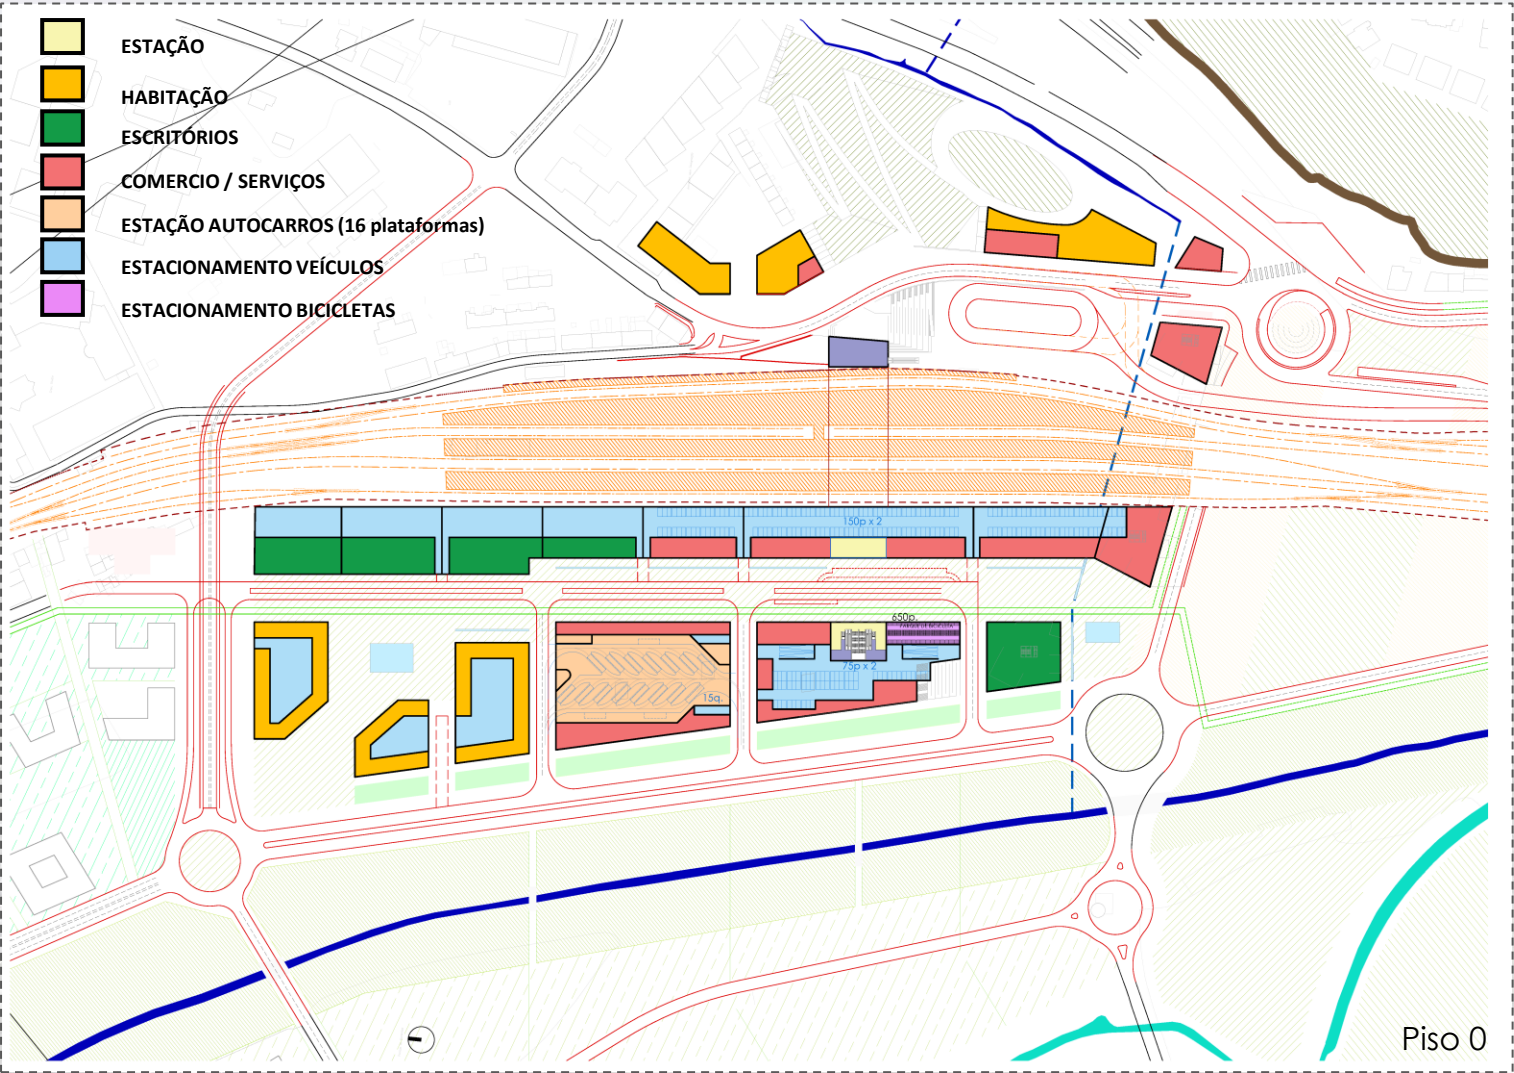 ESTAÇÃO
HABITAÇÃO
ESCRITÓRIOS
COMERCIO / SERVIÇOS
ESTAÇÃO AUTOCARROS (16 plataformas)
ESTACIONAMENTO VEÍCULOS
ESTACIONAMENTO BICICLETAS
150p x 2
650p.
75p x 2
15q.
Piso 0